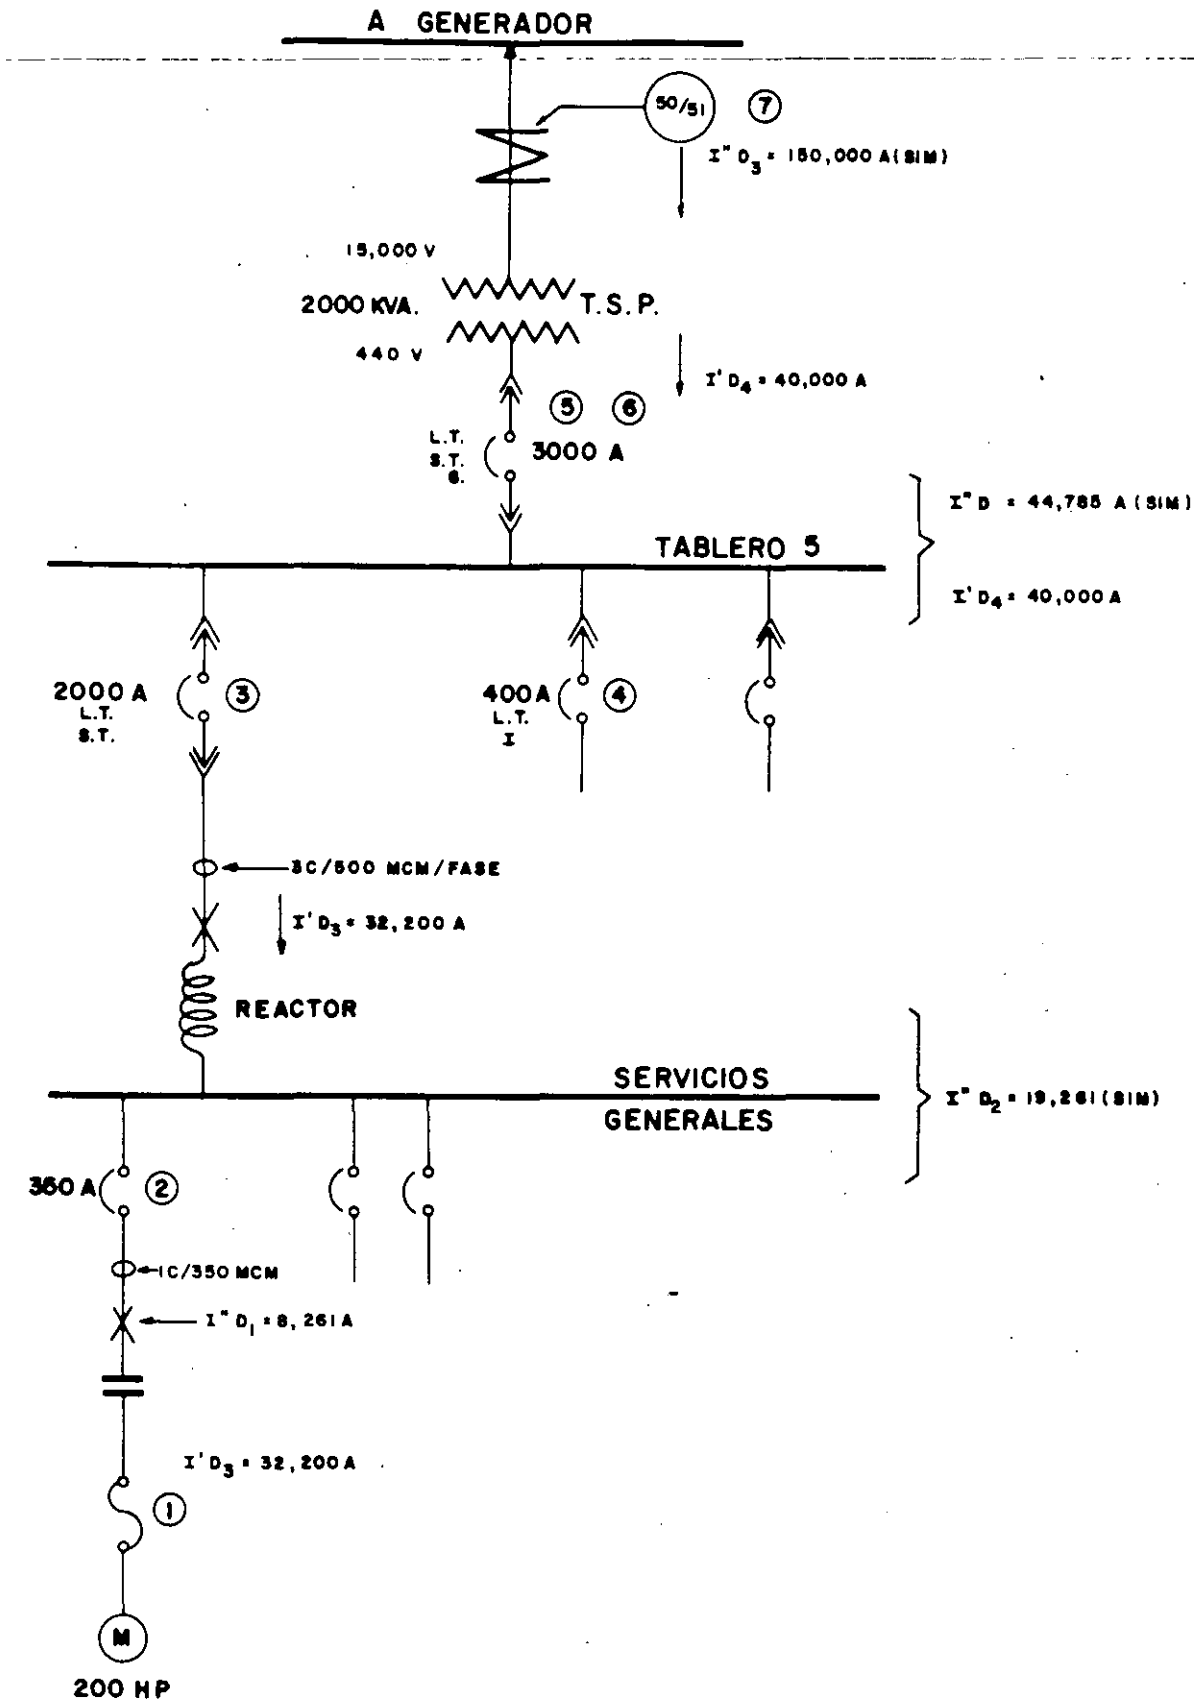 A GENERADOR
50/51
7
I" D3 = 150,000 A (SIM)
15,000 V
2000 KVA.
T.S.P.
440 V
I' D4 = 40,000 A
5
6
L.T.
S.T.
G.
3000 A
I" D = 44,785 A (SIM)
TABLERO 5
I' D4 = 40,000 A
2000 A
L.T.
S.T.
3
400 A
L.T.
I
4
3C/500 MCM/FASE
I' D3 = 32,200 A
REACTOR
SERVICIOS
GENERALES
I" D2 = 19,261 (SIM)
350 A
2
1C/350 MCM
I" D1 = 8,261 A
I' D3 = 32,200 A
1
M
200 HP